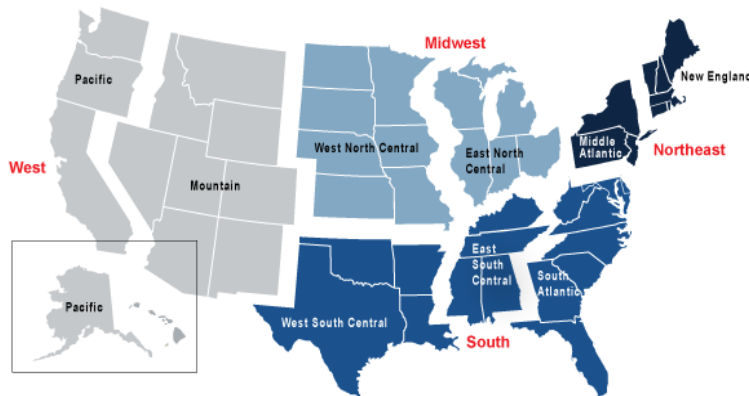 Midwest
Pacific
New England
West North Central
East North
Central
Middle
Atlantic
Northeast
West
Mountain
East
South
Central
South
Atlantic
Pacific
West South Central
South